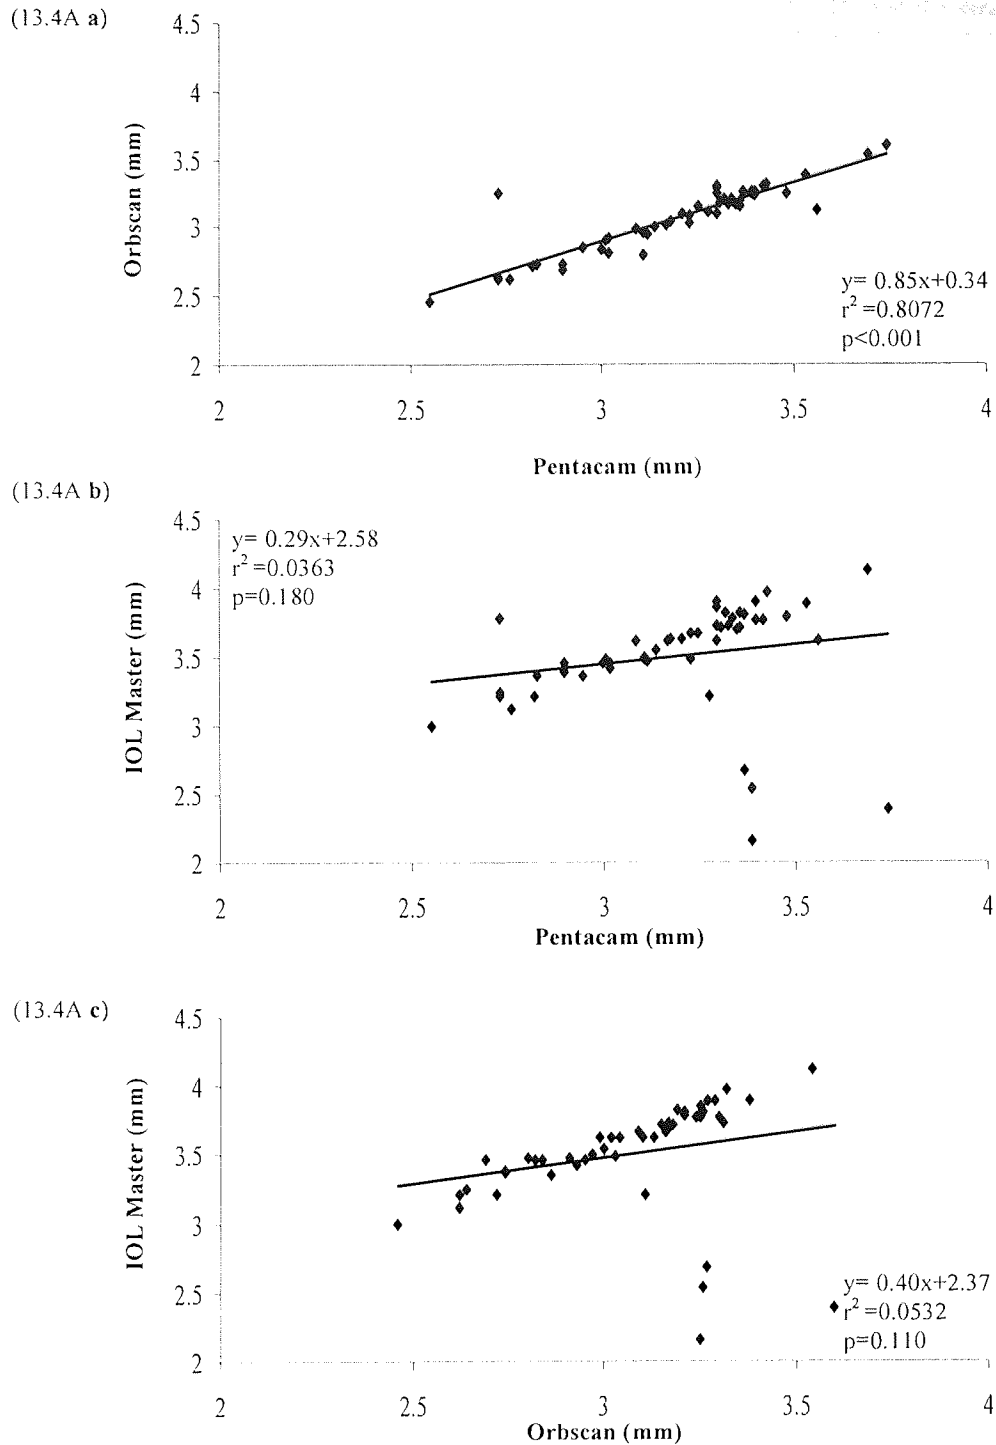 (13.4A a)
4.5
4
3.5
3
2.5
2
Orbscan (mm)
y= 0.85x+0.34
r² =0.8072
p<0.001
2 2.5 3 3.5 4
Pentacam (mm)
(13.4A b)
4.5
4
3.5
3
2.5
2
IOL Master (mm)
y= 0.29x+2.58
r² =0.0363
p=0.180
2 2.5 3 3.5 4
Pentacam (mm)
(13.4A c)
4.5
4
3.5
3
2.5
2
IOL Master (mm)
y= 0.40x+2.37
r² =0.0532
p=0.110
2 2.5 3 3.5 4
Orbscan (mm)